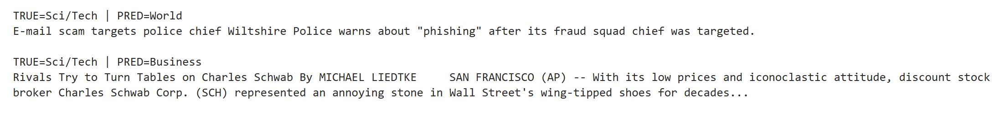 TRUE=Sci/Tech | PRED=World
E-mail scam targets police chief Wiltshire Police warns about "phishing" after its fraud squad chief was targeted.

TRUE=Sci/Tech | PRED=Business
Rivals Try to Turn Tables on Charles Schwab By MICHAEL LIEDTKE     SAN FRANCISCO (AP) -- With its low prices and iconoclastic attitude, discount stock
broker Charles Schwab Corp. (SCH) represented an annoying stone in Wall Street's wing-tipped shoes for decades...